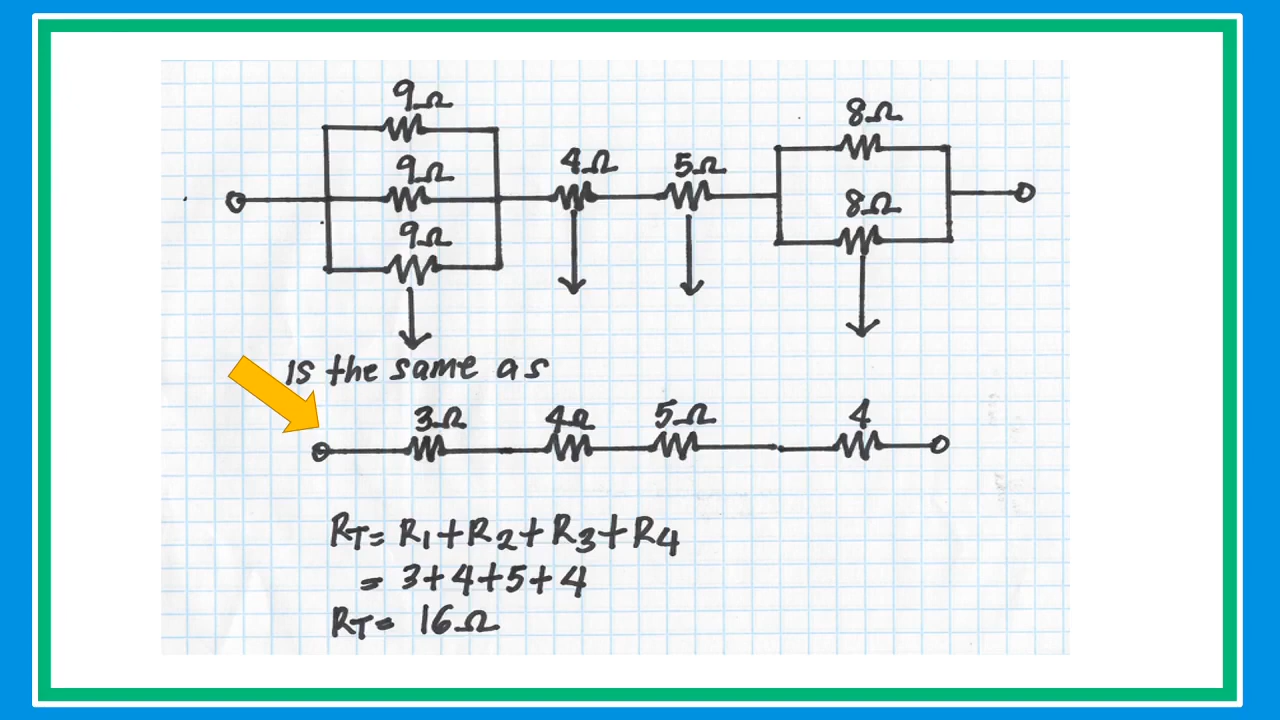 9Ω
9Ω
9Ω
4Ω
5Ω
8Ω
8Ω
is the same as
3Ω
4Ω
5Ω
4
RT= R1+R2+R3+R4
= 3+4+5+4
RT= 16Ω